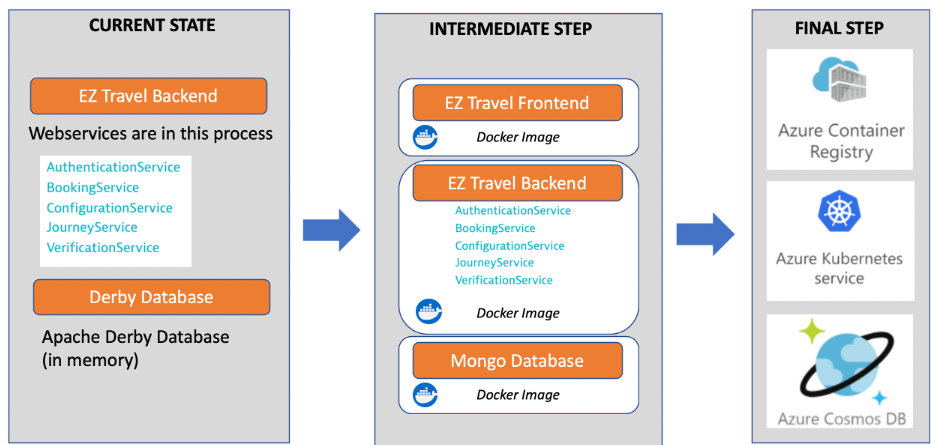 CURRENT STATE
EZ Travel Backend
Webservices are in this process
AuthenticationService
BookingService
ConfigurationService
JourneyService
VerificationService
Derby Database
Apache Derby Database
(in memory)
INTERMEDIATE STEP
EZ Travel Frontend
Docker Image
EZ Travel Backend
AuthenticationService
BookingService
ConfigurationService
JourneyService
VerificationService
Docker Image
Mongo Database
Docker Image
FINAL STEP
Azure Container
Registry
Azure Kubernetes
service
Azure Cosmos DB